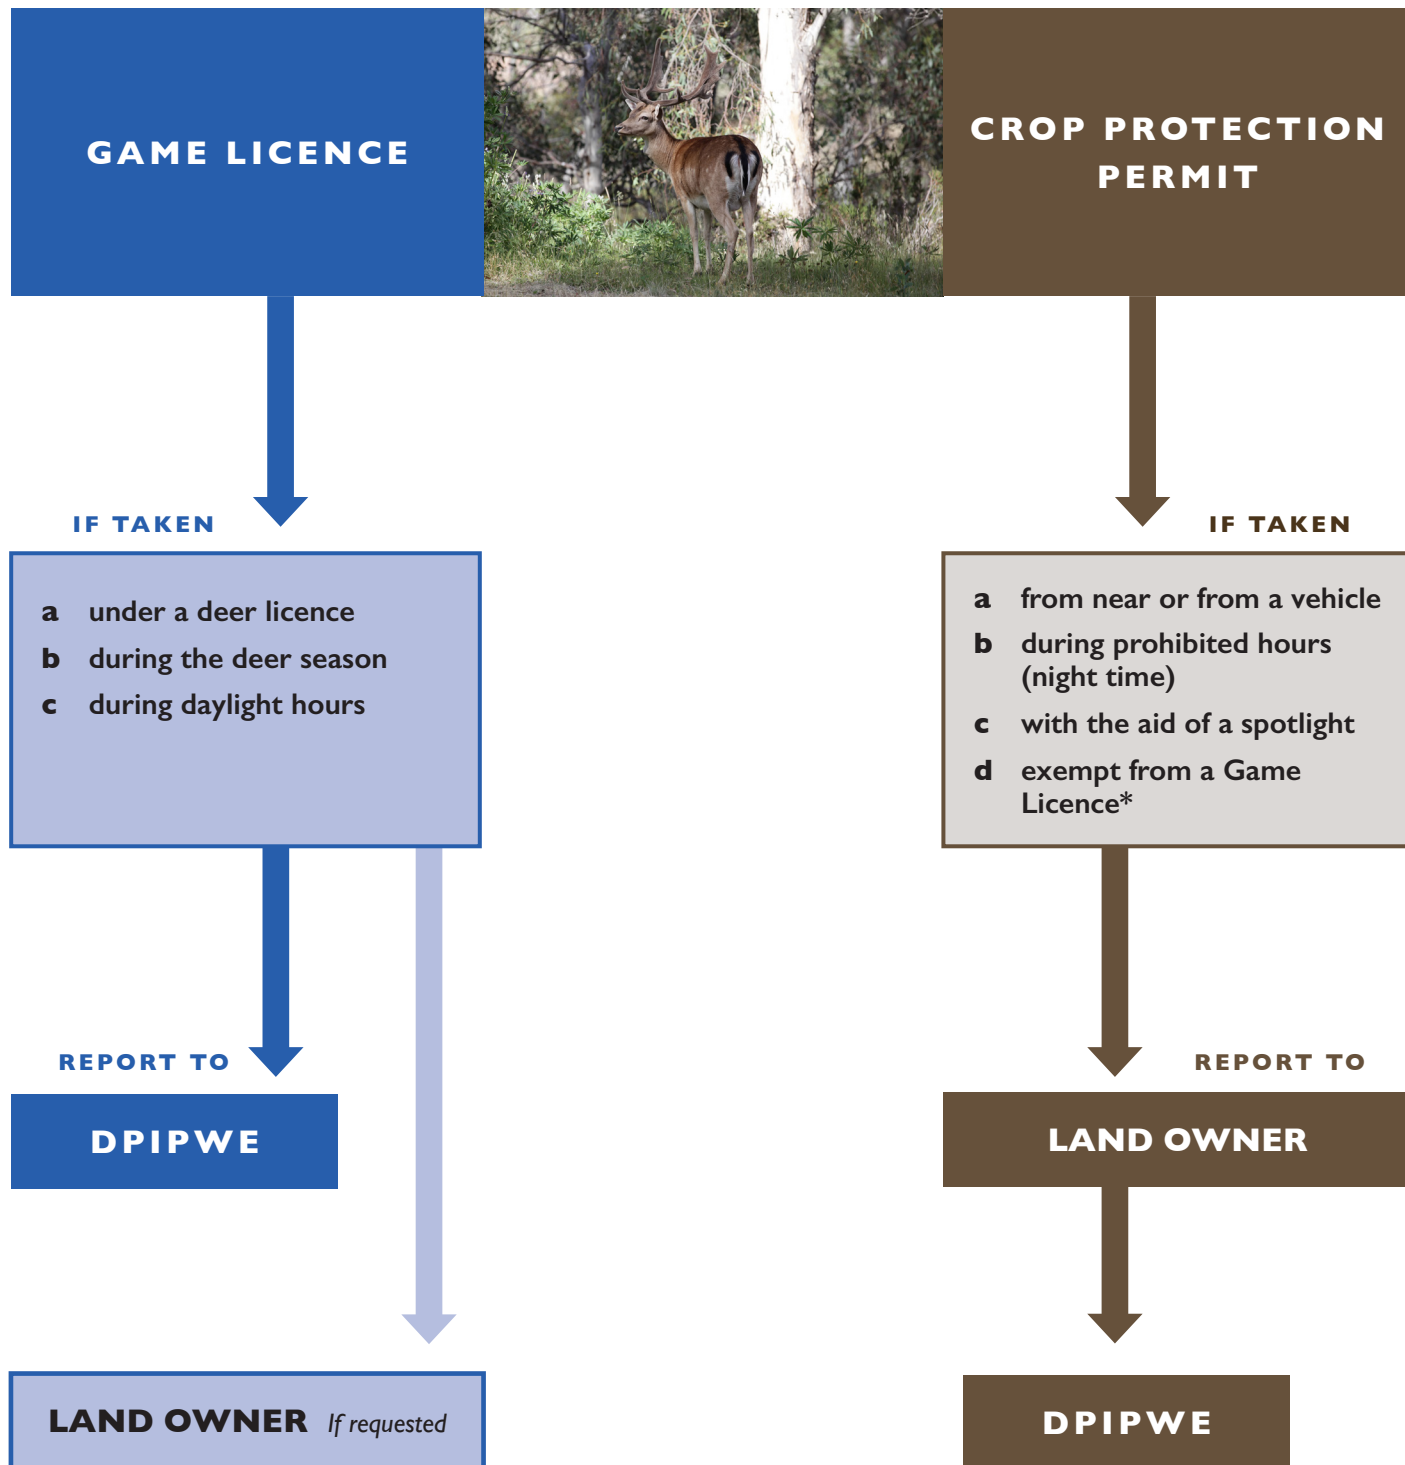 GAME LICENCE
CROP PROTECTION
PERMIT
IF TAKEN
a under a deer licence
b during the deer season
c during daylight hours
REPORT TO
DPIPWE
LAND OWNER If requested
IF TAKEN
a from near or from a vehicle
b during prohibited hours
(night time)
c with the aid of a spotlight
d exempt from a Game
Licence*
REPORT TO
LAND OWNER
DPIPWE